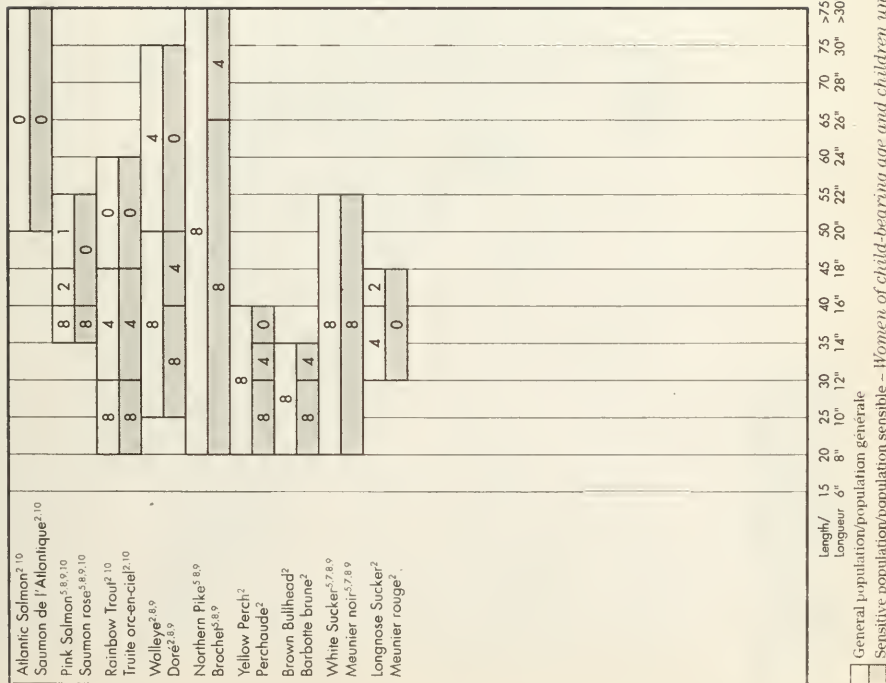 Atlantic Salmon2,10 0
Saumon de l'Atlantique2,10 0
Pink Salmon5,8,9,10 8 2 1
Saumon rose5,8,9,10 8 0
Rainbow Trout2,10 8 4 0
Truite arc-en-ciel2,10 8 4 0
Walleye2,8,9 8 4
Doré2,8,9 8 4 0
Northern Pike5,8,9 8
Brochet5,8,9 8 4
Yellow Perch2 8
Perchaude2 8 4 0
Brown Bullhead2 8
Barbotte brune2 8 4
White Sucker5,7,8,9 8
Meunier noir5,7,8,9 8
Longnose Sucker2 4 2
Meunier rouge2 0
Length/ 15 20 25 30 35 40 45 50 55 60 65 70 75 >75
Longueur 6" 8" 10" 12" 14" 16" 18" 20" 22" 24" 26" 28" 30" >30
General population/population générale
Sensitive population/population sensible – Women of child-bearing age and children un